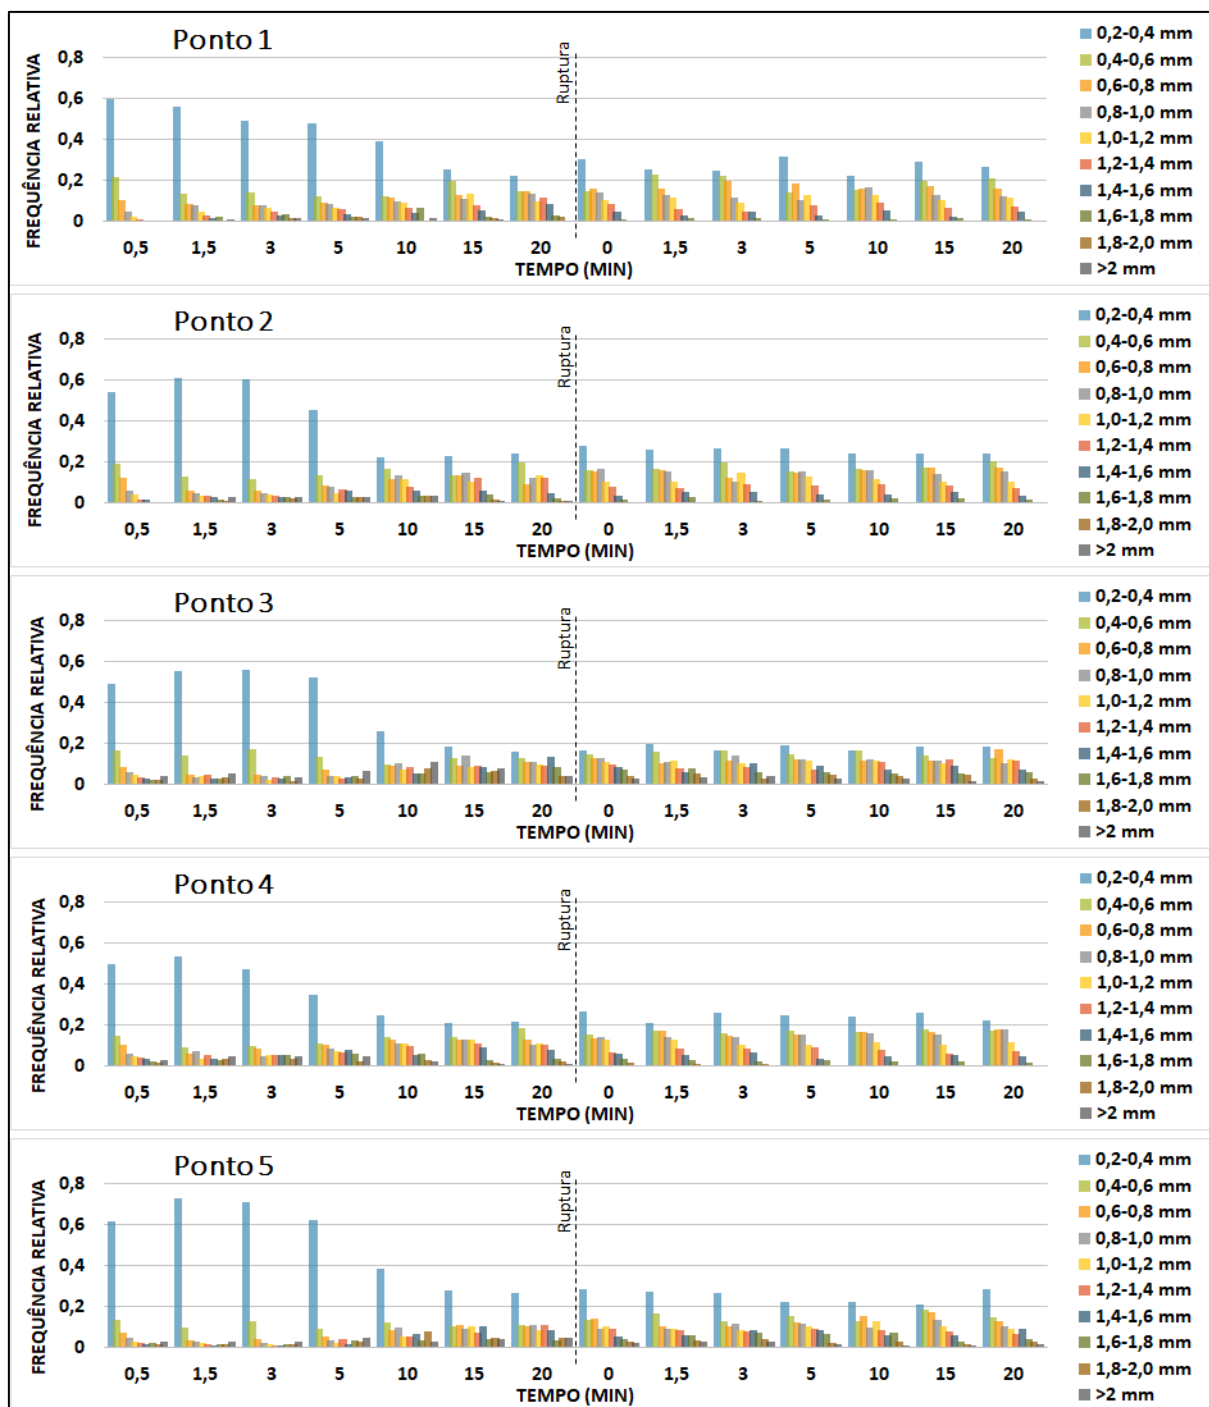 Ponto 1
FREQUÊNCIA RELATIVA
0,8
0,6
0,4
0,2
0
Ruptura
0,5 1,5 3 5 10 15 20 0 1,5 3 5 10 15 20
TEMPO (MIN)
0,2-0,4 mm
0,4-0,6 mm
0,6-0,8 mm
0,8-1,0 mm
1,0-1,2 mm
1,2-1,4 mm
1,4-1,6 mm
1,6-1,8 mm
1,8-2,0 mm
>2 mm
Ponto 2
FREQUÊNCIA RELATIVA
0,8
0,6
0,4
0,2
0
Ruptura
0,5 1,5 3 5 10 15 20 0 1,5 3 5 10 15 20
TEMPO (MIN)
0,2-0,4 mm
0,4-0,6 mm
0,6-0,8 mm
0,8-1,0 mm
1,0-1,2 mm
1,2-1,4 mm
1,4-1,6 mm
1,6-1,8 mm
1,8-2,0 mm
>2 mm
Ponto 3
FREQUÊNCIA RELATIVA
0,8
0,6
0,4
0,2
0
Ruptura
0,5 1,5 3 5 10 15 20 0 1,5 3 5 10 15 20
TEMPO (MIN)
0,2-0,4 mm
0,4-0,6 mm
0,6-0,8 mm
0,8-1,0 mm
1,0-1,2 mm
1,2-1,4 mm
1,4-1,6 mm
1,6-1,8 mm
1,8-2,0 mm
>2 mm
Ponto 4
FREQUÊNCIA RELATIVA
0,8
0,6
0,4
0,2
0
Ruptura
0,5 1,5 3 5 10 15 20 0 1,5 3 5 10 15 20
TEMPO (MIN)
0,2-0,4 mm
0,4-0,6 mm
0,6-0,8 mm
0,8-1,0 mm
1,0-1,2 mm
1,2-1,4 mm
1,4-1,6 mm
1,6-1,8 mm
1,8-2,0 mm
>2 mm
Ponto 5
FREQUÊNCIA RELATIVA
0,8
0,6
0,4
0,2
0
Ruptura
0,5 1,5 3 5 10 15 20 0 1,5 3 5 10 15 20
TEMPO (MIN)
0,2-0,4 mm
0,4-0,6 mm
0,6-0,8 mm
0,8-1,0 mm
1,0-1,2 mm
1,2-1,4 mm
1,4-1,6 mm
1,6-1,8 mm
1,8-2,0 mm
>2 mm